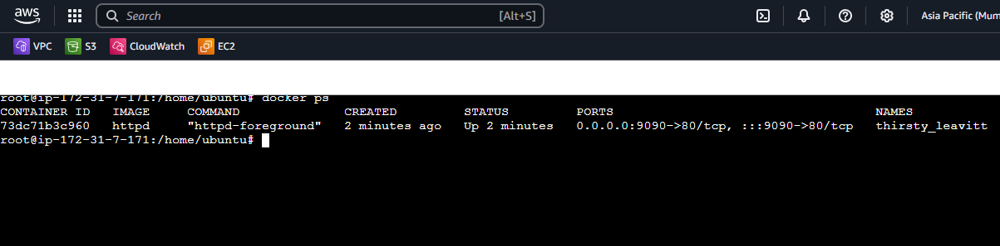 aws
Search [Alt+S] Asia Pacific (Mum
VPC S3 CloudWatch EC2
root@ip-172-31-7-171:/home/ubuntu# docker ps
CONTAINER ID IMAGE COMMAND CREATED STATUS PORTS NAMES
73dc71b3c960 httpd "httpd-foreground" 2 minutes ago Up 2 minutes 0.0.0.0:9090->80/tcp, :::9090->80/tcp thirsty_leavitt
root@ip-172-31-7-171:/home/ubuntu#